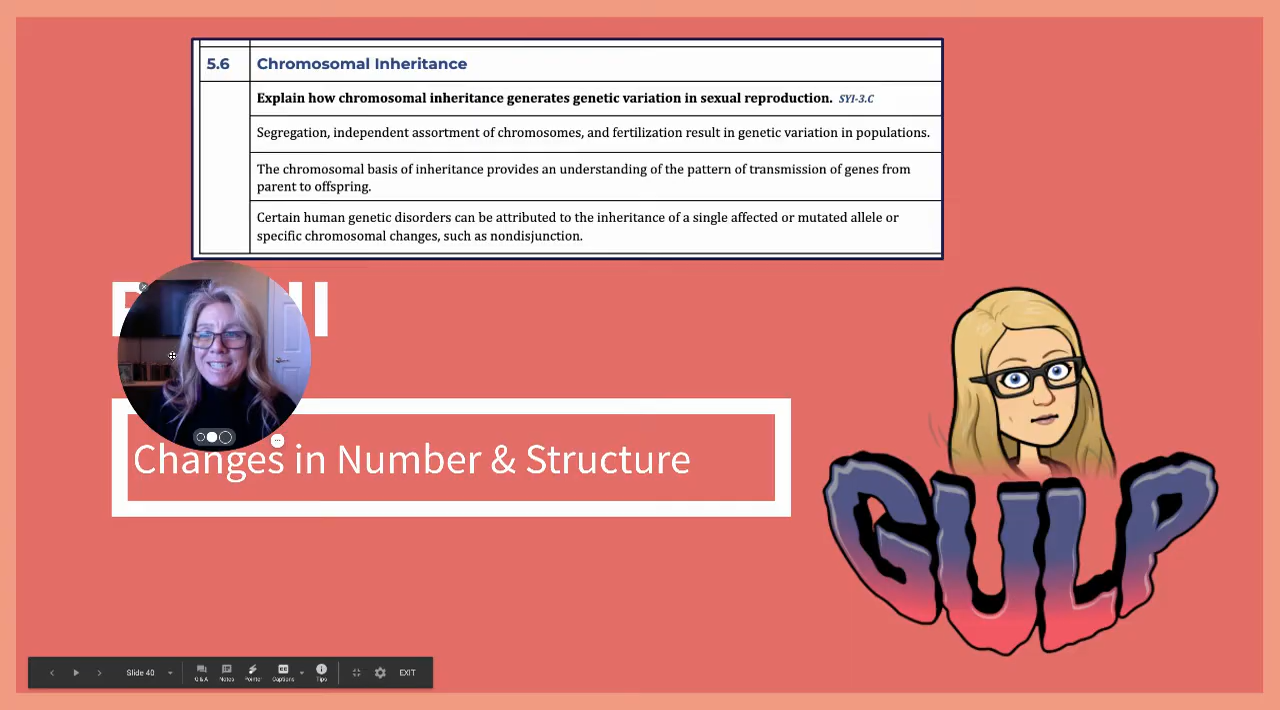 5.6 Chromosomal Inheritance
Explain how chromosomal inheritance generates genetic variation in sexual reproduction. SYI-3.C
Segregation, independent assortment of chromosomes, and fertilization result in genetic variation in populations.
The chromosomal basis of inheritance provides an understanding of the pattern of transmission of genes from
parent to offspring.
Certain human genetic disorders can be attributed to the inheritance of a single affected or mutated allele or
specific chromosomal changes, such as nondisjunction.
Changes in Number & Structure
GULP
Slide 40
Q & A
Notes
Pointer
Captions
Tips
EXIT